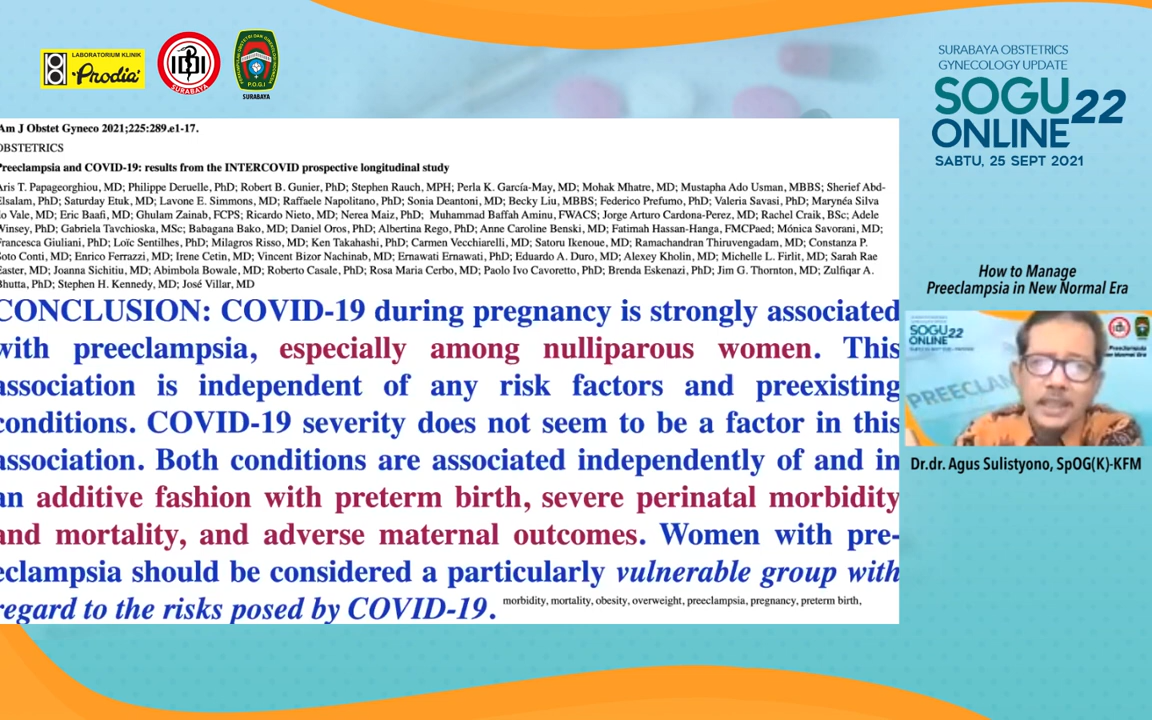 LABORATORIUM KLINIK
Prodia
IDI
SURABAYA
P.O.G.I
SURABAYA
SURABAYA OBSTETRICS
GYNECOLOGY UPDATE
SOGU 22
ONLINE
SABTU, 25 SEPT 2021
Am J Obstet Gyneco 2021;225:289.e1-17.
OBSTETRICS
Preeclampsia and COVID-19: results from the INTERCOVID prospective longitudinal study
Aris T. Papageorghiou, MD; Philippe Deruelle, PhD; Robert B. Gunier, PhD; Stephen Rauch, MPH; Perla K. García-May, MD; Mohak Mhatre, MD; Mustapha Ado Usman, MBBS; Sherief Abd-
Elsalam, PhD; Saturday Etuk, MD; Lavone E. Simmons, MD; Raffaele Napolitano, PhD; Sonia Deantoni, MD; Becky Liu, MBBS; Federico Prefumo, PhD; Valeria Savasi, PhD; Marynéa Silva
do Vale, MD; Eric Baafi, MD; Ghulam Zainab, FCPS; Ricardo Nieto, MD; Nerea Maiz, PhD; Muhammad Baffah Aminu, FWACS; Jorge Arturo Cardona-Perez, MD; Rachel Craik, BSc; Adele
Winsey, PhD; Gabriela Tavchioska, MSc; Babagana Bako, MD; Daniel Oros, PhD; Albertina Rego, PhD; Anne Caroline Benski, MD; Fatimah Hassan-Hanga, FMCPaed; Mónica Savorani, MD;
Francesca Giuliani, PhD; Loïc Sentilhes, PhD; Milagros Risso, MD; Ken Takahashi, PhD; Carmen Vecchiarelli, MD; Satoru Ikenoue, MD; Ramachandran Thiruvengadam, MD; Constanza P.
Soto Conti, MD; Enrico Ferrazzi, MD; Irene Cetin, MD; Vincent Bizor Nachinab, MD; Ernawati Ernawati, PhD; Eduardo A. Duro, MD; Alexey Kholin, MD; Michelle L. Firlit, MD; Sarah Rae
Easter, MD; Joanna Sichitiu, MD; Abimbola Bowale, MD; Roberto Casale, PhD; Rosa Maria Cerbo, MD; Paolo Ivo Cavoretto, PhD; Brenda Eskenazi, PhD; Jim G. Thornton, MD; Zulfiqar A.
Bhutta, PhD; Stephen H. Kennedy, MD; José Villar, MD
CONCLUSION: COVID-19 during pregnancy is strongly associated
with preeclampsia, especially among nulliparous women. This
association is independent of any risk factors and preexisting
conditions. COVID-19 severity does not seem to be a factor in this
association. Both conditions are associated independently of and in
an additive fashion with preterm birth, severe perinatal morbidity
and mortality, and adverse maternal outcomes. Women with pre-
eclampsia should be considered a particularly vulnerable group with
regard to the risks posed by COVID-19. morbidity, mortality, obesity, overweight, preeclampsia, pregnancy, preterm birth,
How to Manage
Preeclampsia in New Normal Era
SOGU 22
ONLINE
PREECLAM
Dr.dr. Agus Sulistyono, SpOG(K)-KFM